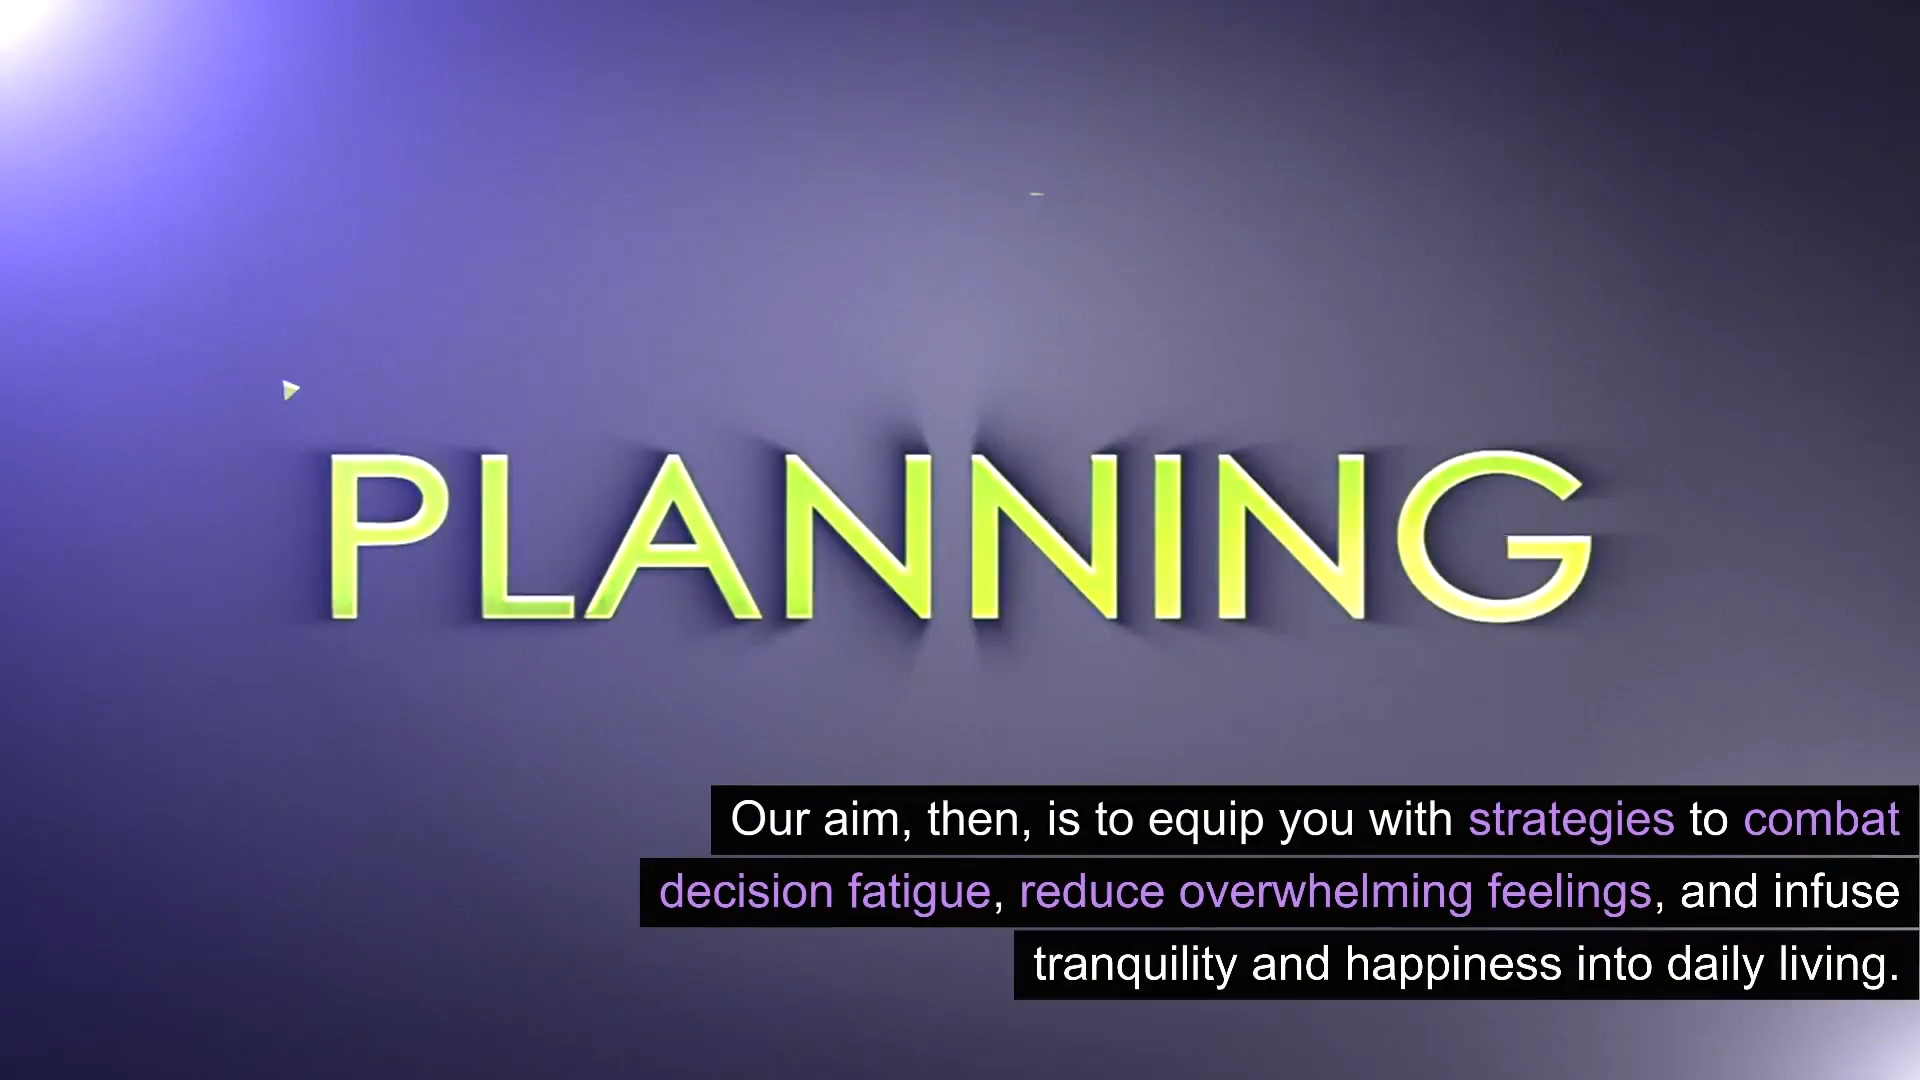 PLANNING
Our aim, then, is to equip you with strategies to combat
decision fatigue, reduce overwhelming feelings, and infuse
tranquility and happiness into daily living.